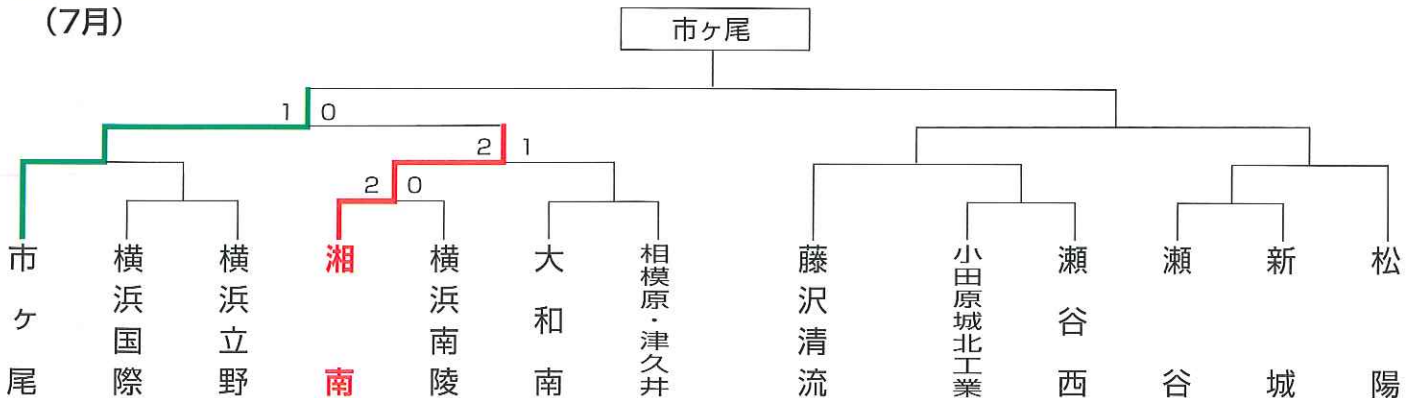 (7月)
市ヶ尾
1 0
2 1
2 0
市ヶ尾
横浜国際
横浜立野
湘南
横浜南陵
大和南
相模原・津久井
藤沢清流
小田原城北工業
瀬谷西
瀬谷
新城
松陽